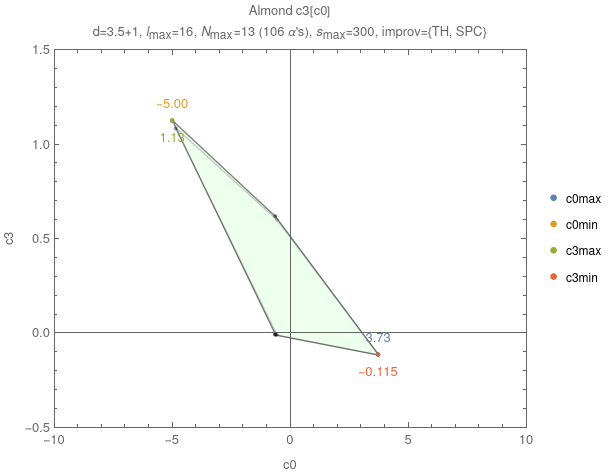 Almond c3[c0]
d=3.5+1, lmax=16, Nmax=13 (106 α's), smax=300, improv={TH, SPC}
1.5
−5.00
1.13
1.0
c0max
c0min
c3
0.5
c3max
c3min
0.0
3.73
−0.115
−0.5
−10
−5
0
5
10
c0